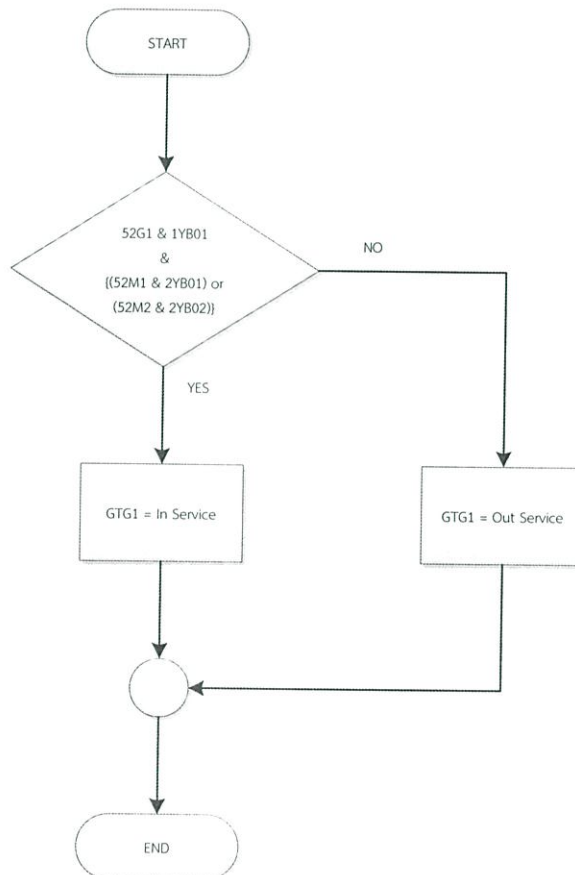 START
52G1 & 1YB01
&
{(52M1 & 2YB01) or
(52M2 & 2YB02)}
NO
YES
GTG1 = In Service
GTG1 = Out Service
END